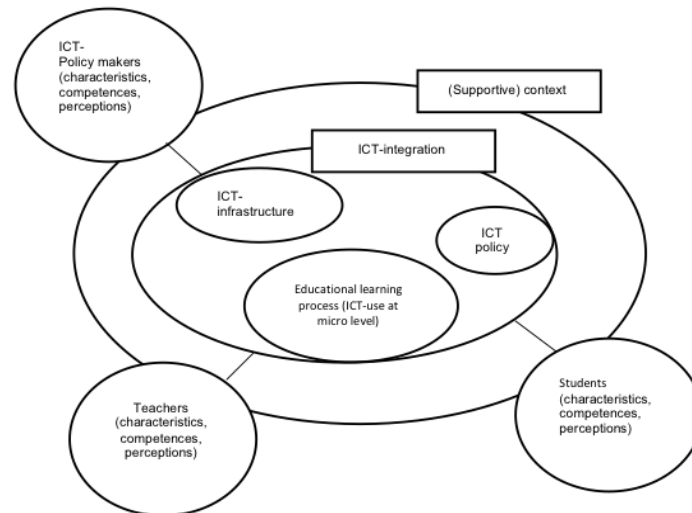 ICT-
Policy makers
(characteristics,
competences,
perceptions)
(Supportive) context
ICT-integration
ICT-
infrastructure
ICT
policy
Educational learning
process (ICT-use at
micro level)
Teachers
(characteristics,
competences,
perceptions)
Students
(characteristics,
competences,
perceptions)